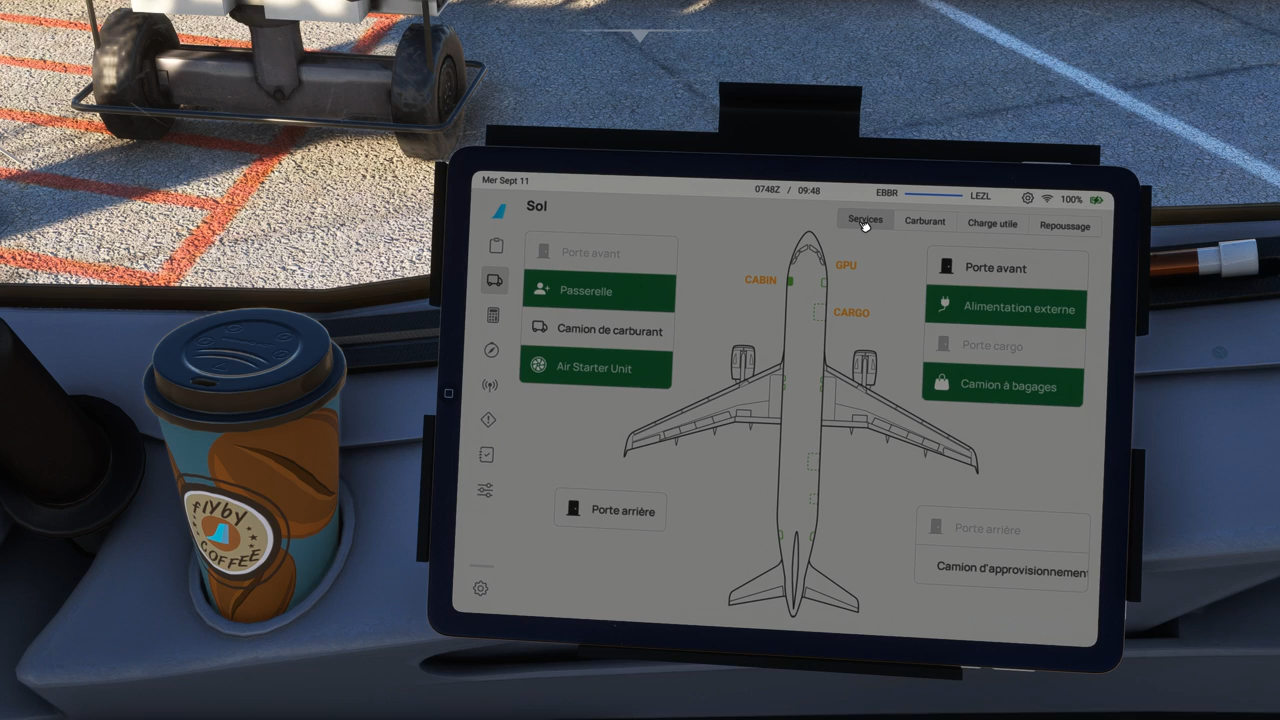 Mer Sept 11
0748Z / 09:48
EBBR
LEZL
100%
Sol
Services
Carburant
Charge utile
Repoussage
Porte avant
Passerelle
Camion de carburant
Air Starter Unit
CABIN
GPU
CARGO
Porte avant
Alimentation externe
Porte cargo
Camion à bagages
Porte arrière
Porte arrière
Camion d'approvisionnemen
flyby
COFFEE